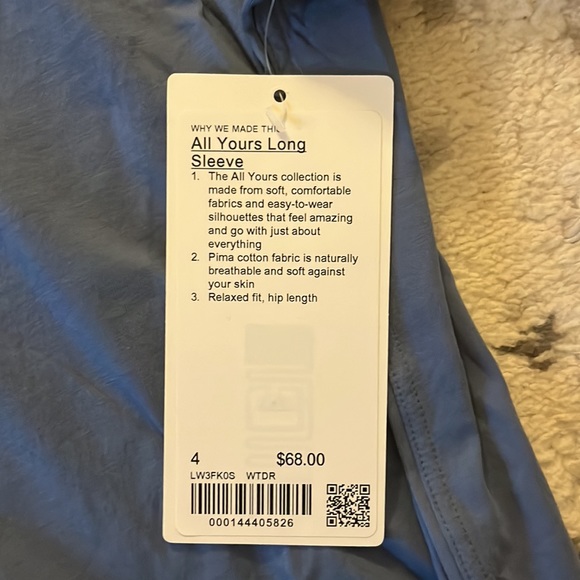 WHY WE MADE THIS
All Yours Long
Sleeve
1. The All Yours collection is
made from soft, comfortable
fabrics and easy-to-wear
silhouettes that feel amazing
and go with just about
everything
2. Pima cotton fabric is naturally
breathable and soft against
your skin
3. Relaxed fit, hip length
4 $68.00
LW3FK0S WTDR
000144405826